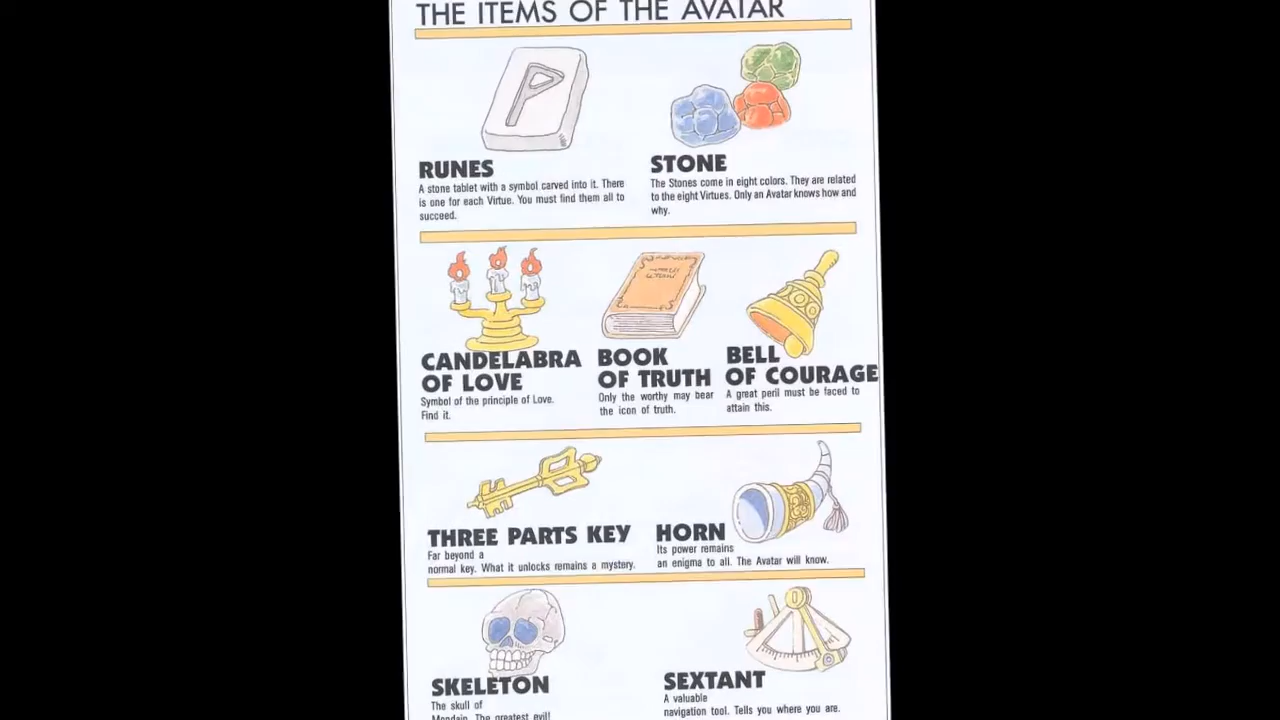 THE ITEMS OF THE AVATAR
RUNES
A stone tablet with a symbol carved into it. There
is one for each Virtue. You must find them all to
succeed.
STONE
The Stones come in eight colors. They are related
to the eight Virtues. Only an Avatar knows how and
why.
CANDELABRA
OF LOVE
Symbol of the principle of Love.
Find it.
BOOK
OF TRUTH
Only the worthy may bear
the icon of truth.
BELL
OF COURAGE
A great peril must be faced to
attain this.
THREE PARTS KEY
Far beyond a
normal key. What it unlocks remains a mystery.
HORN
Its power remains
an enigma to all. The Avatar will know.
SKELETON
The skull of
Mondain. The greatest evil!
SEXTANT
A valuable
navigation tool. Tells you where you are.